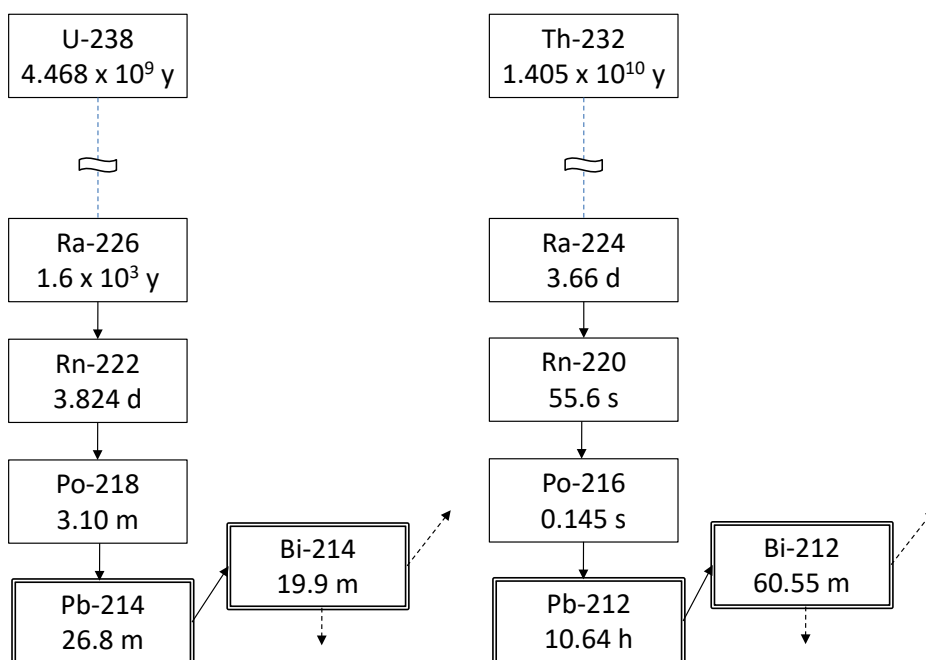 U-238
4.468 x 10⁹ y
Ra-226
1.6 x 10³ y
Rn-222
3.824 d
Po-218
3.10 m
Bi-214
19.9 m
Pb-214
26.8 m
Th-232
1.405 x 10¹⁰ y
Ra-224
3.66 d
Rn-220
55.6 s
Po-216
0.145 s
Bi-212
60.55 m
Pb-212
10.64 h